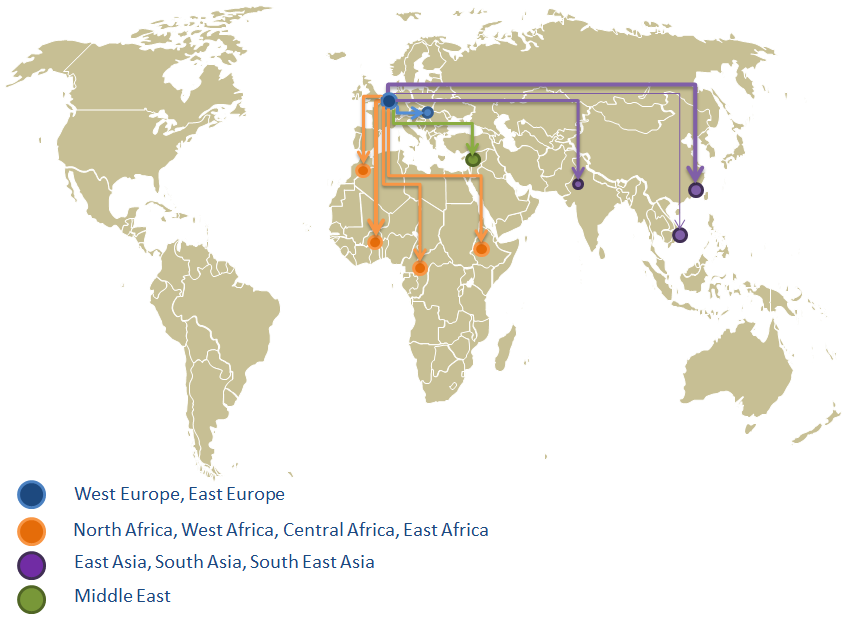 West Europe, East Europe
North Africa, West Africa, Central Africa, East Africa
East Asia, South Asia, South East Asia
Middle East